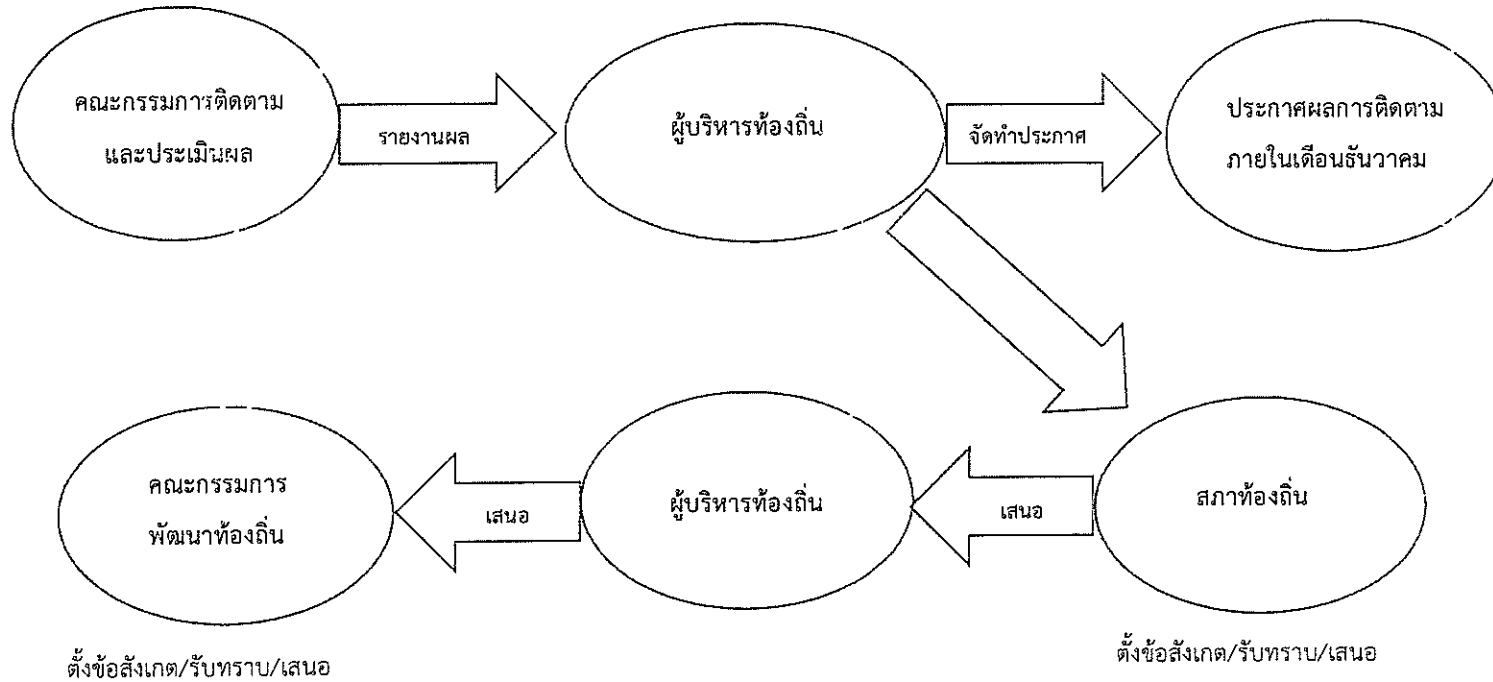 คณะกรรมการติดตาม
และประเมินผล
รายงานผล
ผู้บริหารท้องถิ่น
จัดทำประกาศ
ประกาศผลการติดตาม
ภายในเดือนธันวาคม
คณะกรรมการ
พัฒนาท้องถิ่น
เสนอ
ผู้บริหารท้องถิ่น
เสนอ
สภาท้องถิ่น
ตั้งข้อสังเกต/รับทราบ/เสนอ
ตั้งข้อสังเกต/รับทราบ/เสนอ